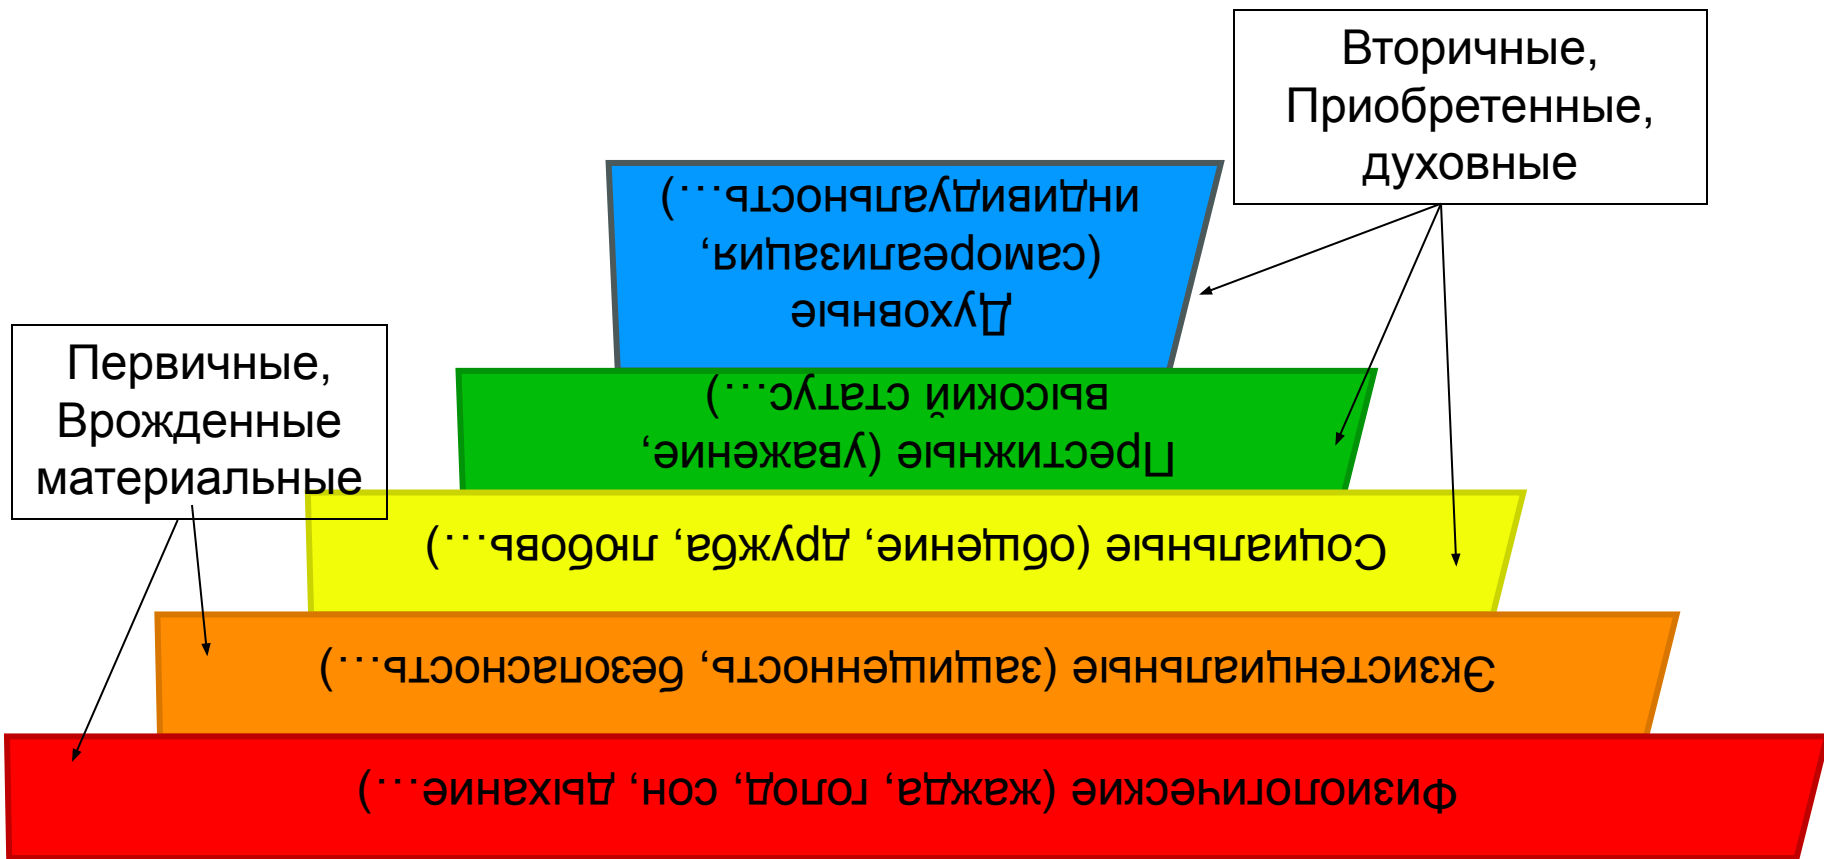 Вторичные,
Приобретенные,
духовные
Первичные,
Врожденные
материальные
Духовные
(самореализация,
индивидуальность…)
Престижные (уважение,
высокий статус…)
Социальные (общение, дружба, любовь…)
Экзистенциальные (защищенность, безопасность…)
Физиологические (жажда, голод, сон, дыхание…)